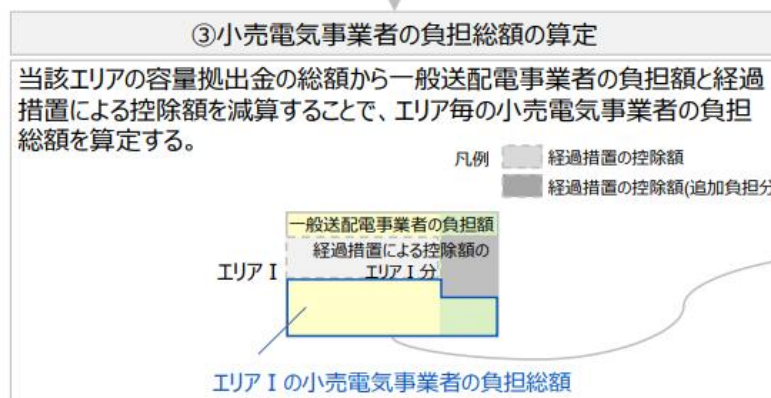 ③小売電気事業者の負担総額の算定
当該エリアの容量拠出金の総額から一般送配電事業者の負担額と経過
措置による控除額を減算することで、エリア毎の小売電気事業者の負担
総額を算定する。
凡例 経過措置の控除額
経過措置の控除額(追加負担分
一般送配電事業者の負担額
経過措置による控除額の
エリアⅠ分
エリアⅠ
エリアⅠの小売電気事業者の負担総額